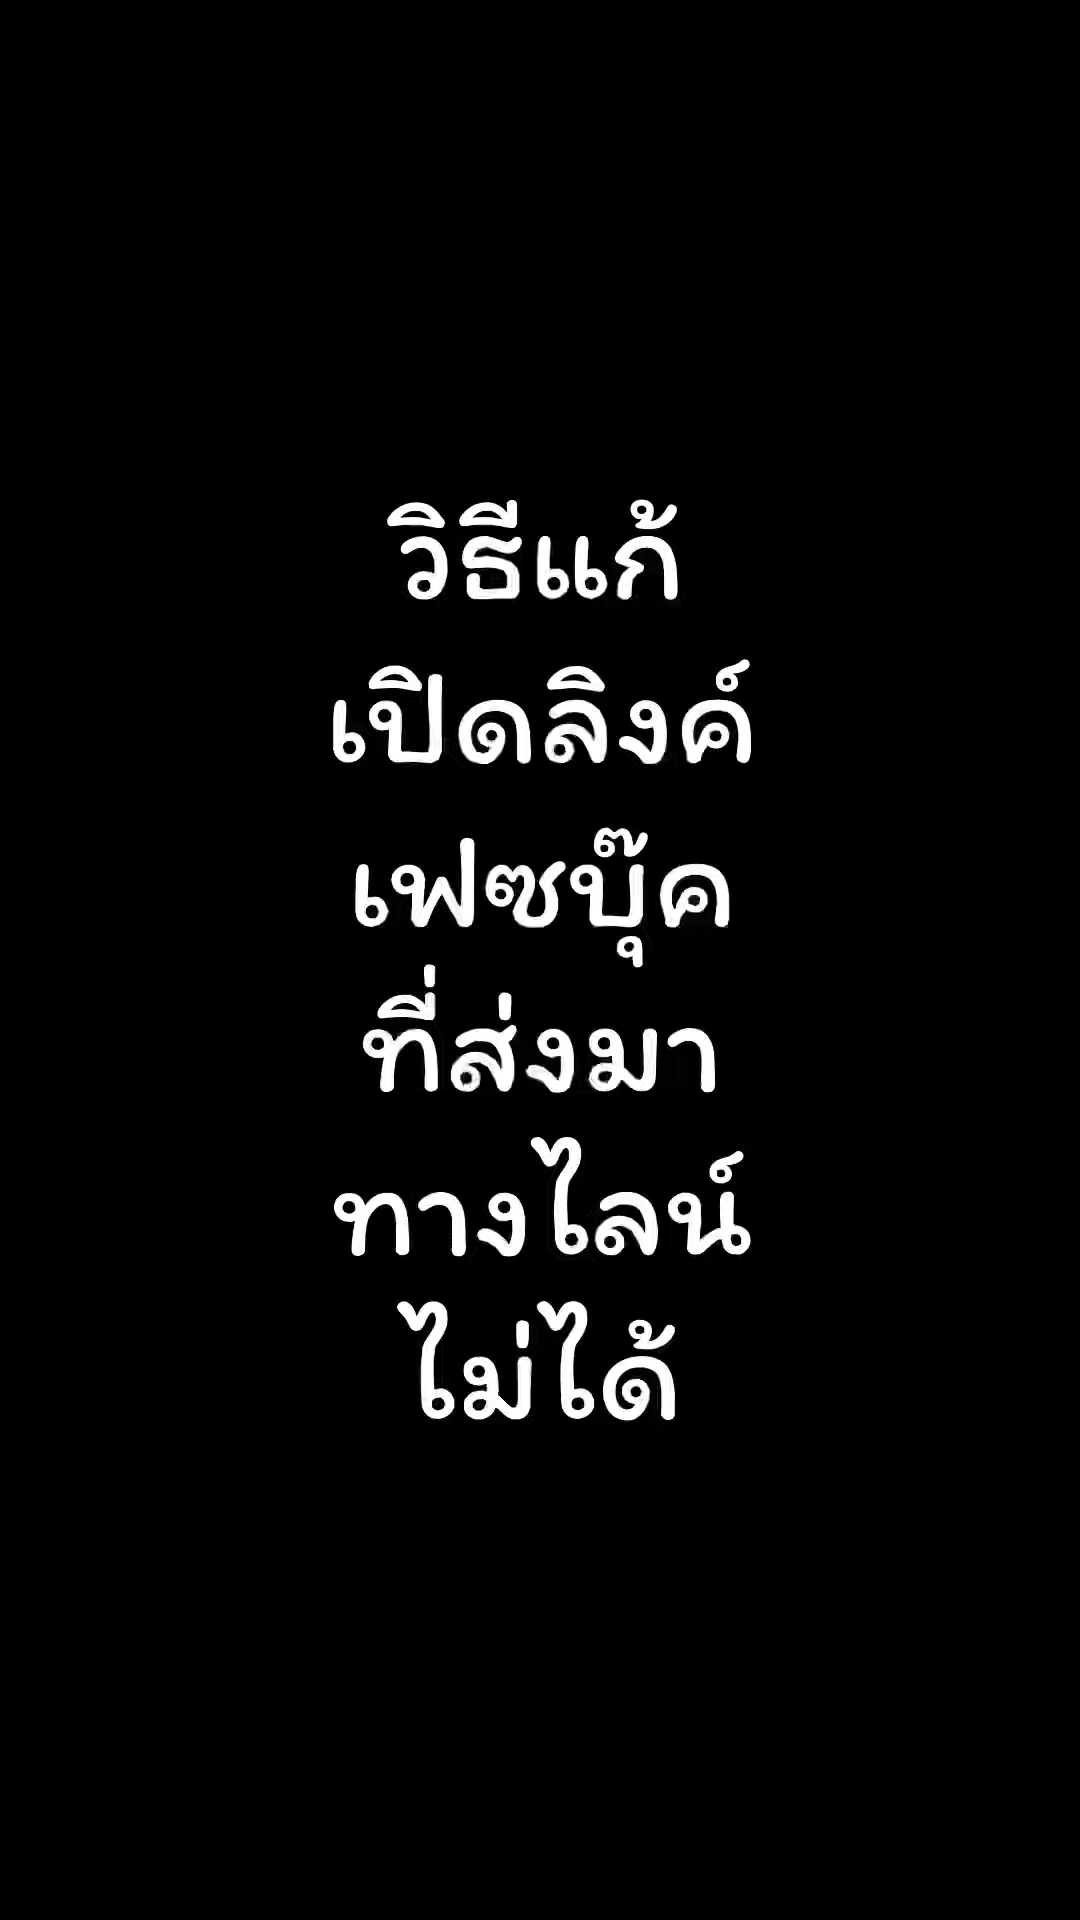 วิธีแก้
เปิดลิงค์
เฟซบุ๊ค
ที่ส่งมา
ทางไลน์
ไม่ได้